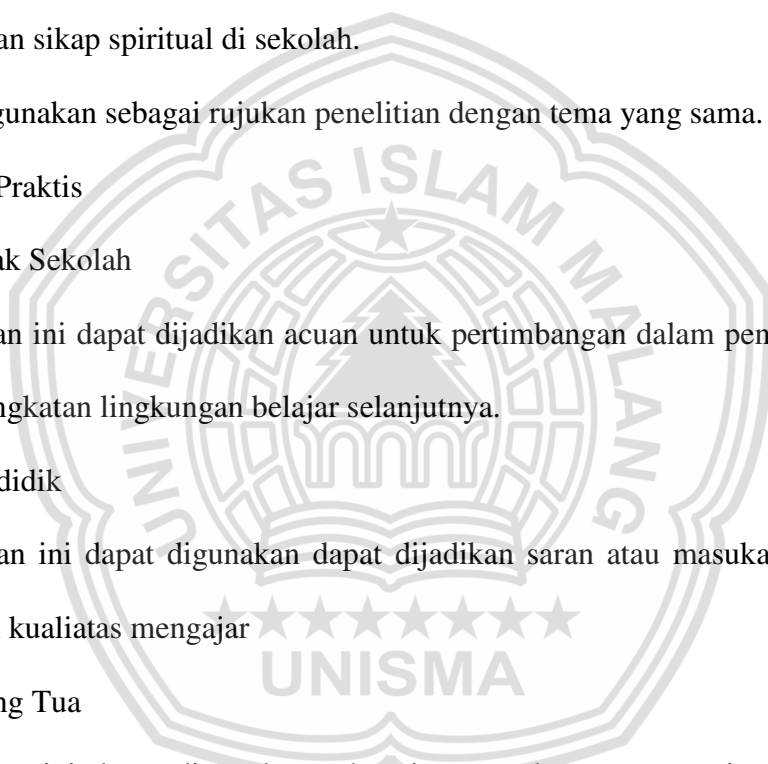 an sikap spiritual di sekolah.
gunakan sebagai rujukan penelitian dengan tema yang sama.
Praktis
ak Sekolah
an ini dapat dijadikan acuan untuk pertimbangan dalam pen
ngkatan lingkungan belajar selanjutnya.
didik
an ini dapat digunakan dapat dijadikan saran atau masuka
kualiatas mengajar
ng Tua
UNIVERSITAS ISLAM MALANG
UNISMA